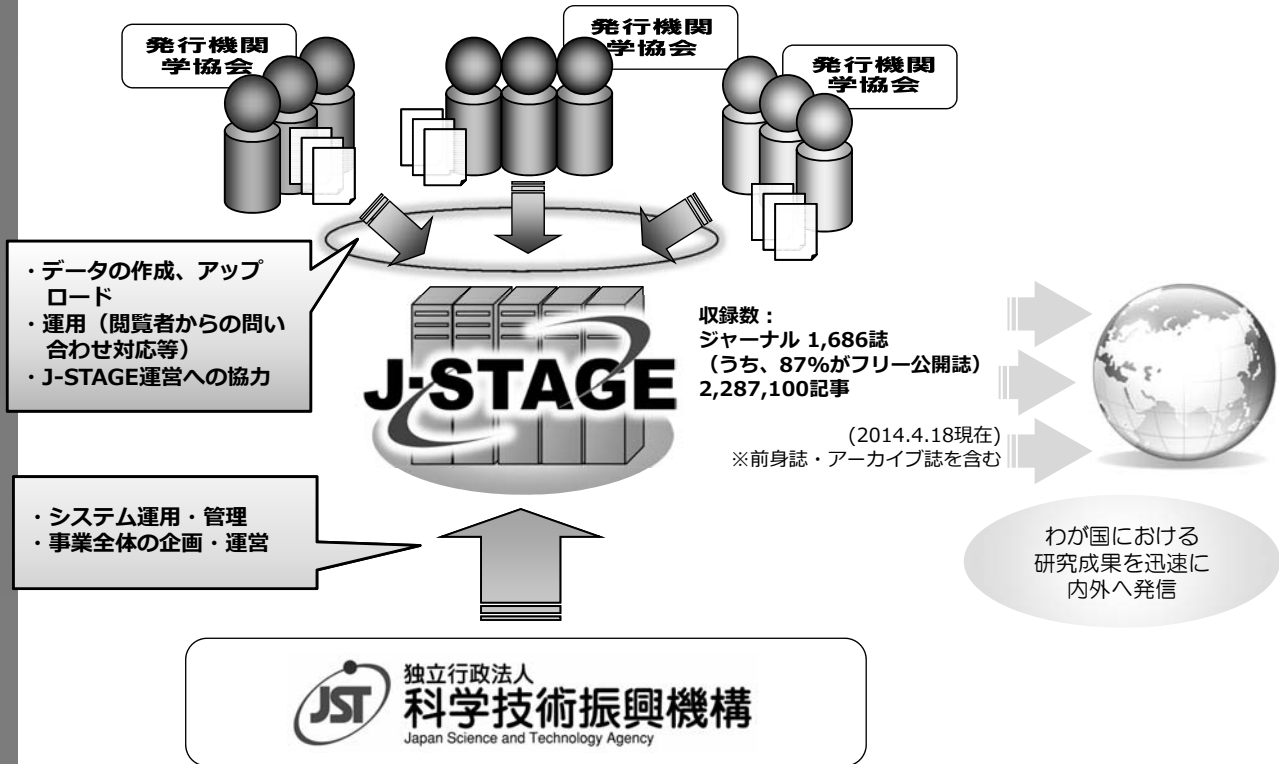 発行機関
学協会
発行機関
学協会
発行機関
学協会
・データの作成、アップ
ロード
・運用（閲覧者からの問い
合わせ対応等）
・J-STAGE運営への協力
J-STAGE
収録数：
ジャーナル 1,686誌
（うち、87%がフリー公開誌）
2,287,100記事
(2014.4.18現在)
※前身誌・アーカイブ誌を含む
・システム運用・管理
・事業全体の企画・運営
わが国における
研究成果を迅速に
内外へ発信
JST
独立行政法人
科学技術振興機構
Japan Science and Technology Agency